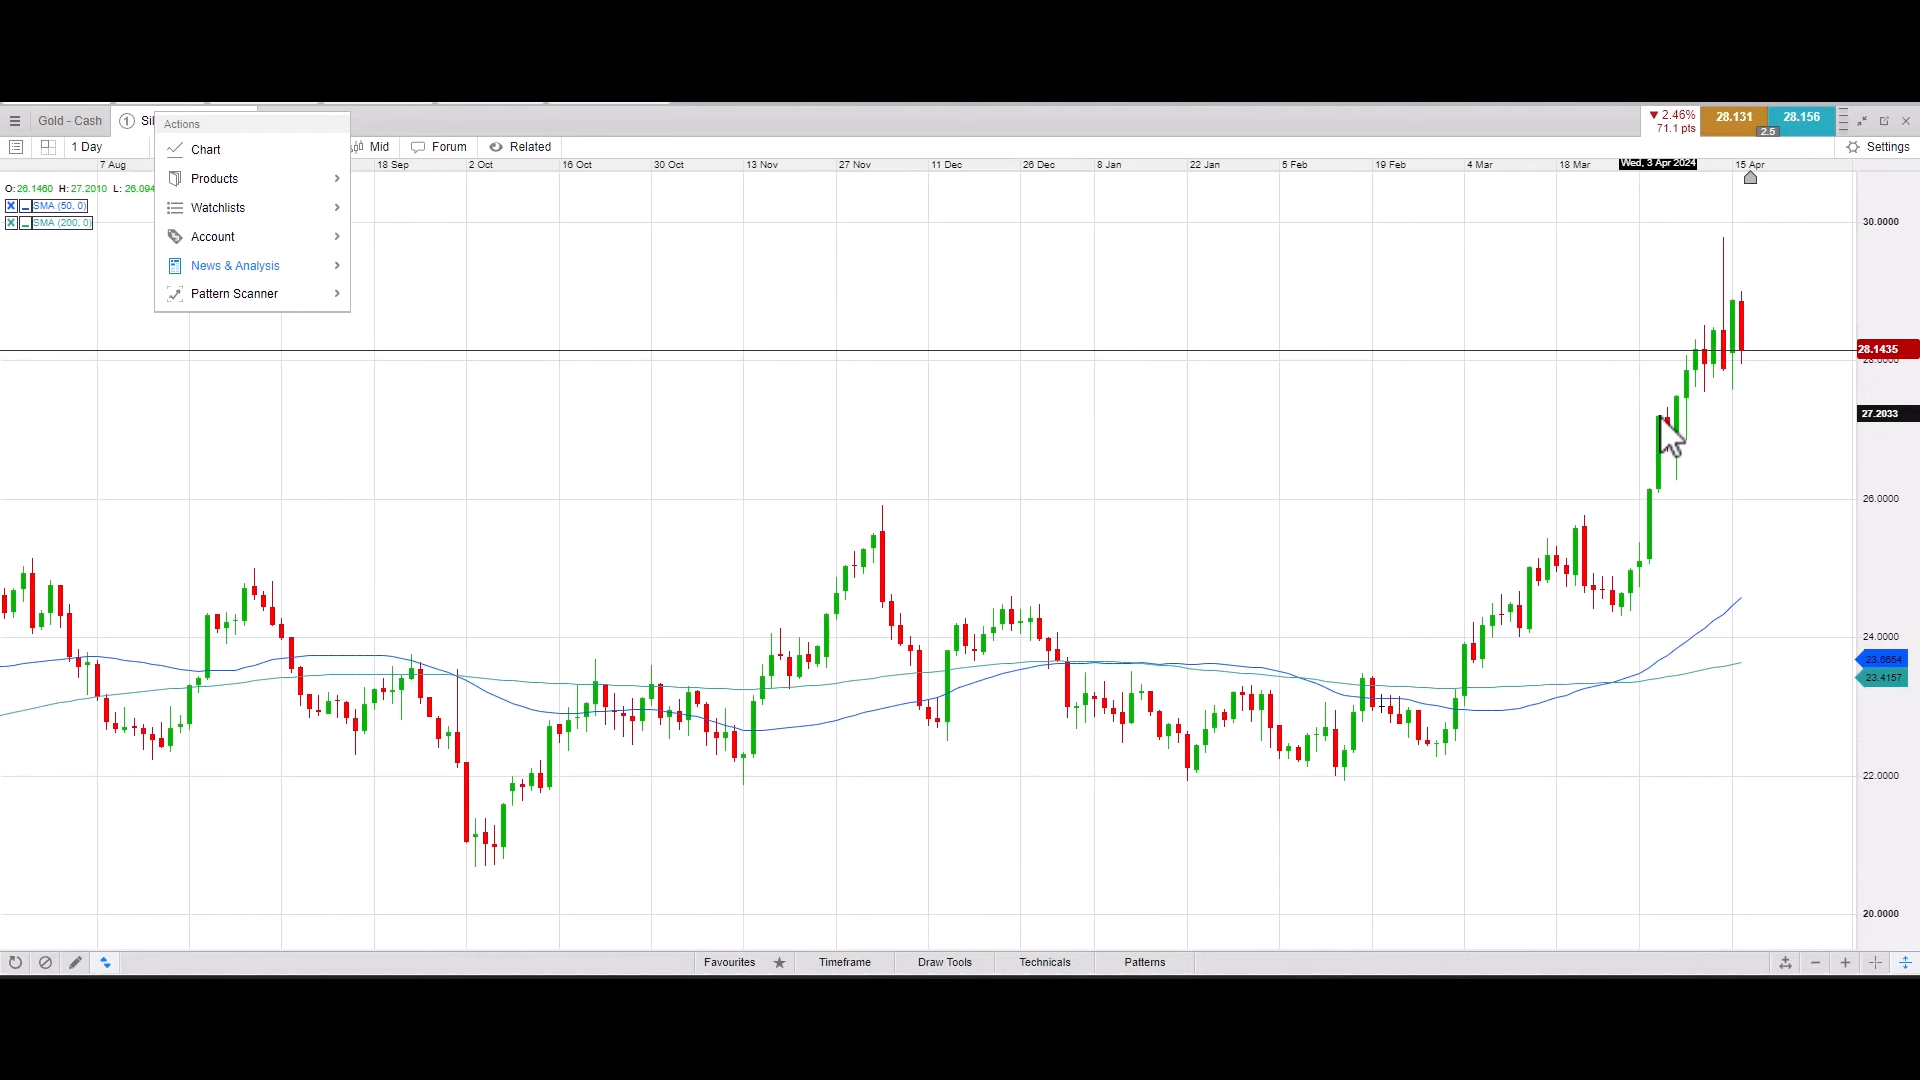 Gold - Cash
1
Sil
Actions
▼ 2.46%
71.1 pts
28.131
28.156
2.5
1 Day
Chart
Mid
Forum
Related
Settings
7 Aug
18 Sep
2 Oct
16 Oct
30 Oct
13 Nov
27 Nov
11 Dec
26 Dec
8 Jan
22 Jan
5 Feb
19 Feb
4 Mar
18 Mar
Wed, 3 Apr 2024
15 Apr
O:26.1460 H:27.2010 L: 26.094
SMA (50, 0)
SMA (200, 0)
Products
Watchlists
Account
News & Analysis
Pattern Scanner
30.0000
28.1435
27.2033
26.0000
24.0000
23.6654
23.4157
22.0000
20.0000
Favourites
Timeframe
Draw Tools
Technicals
Patterns